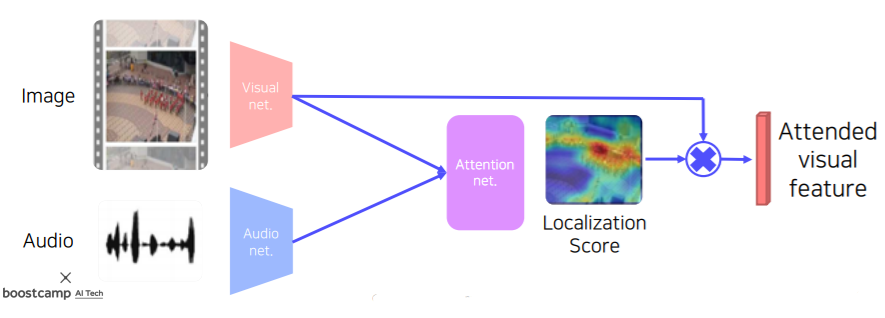 Image
Visual
net.
Attention
net.
Localization
Score
Attended
visual
feature
Audio
Audio
net.
boostcamp AI Tech